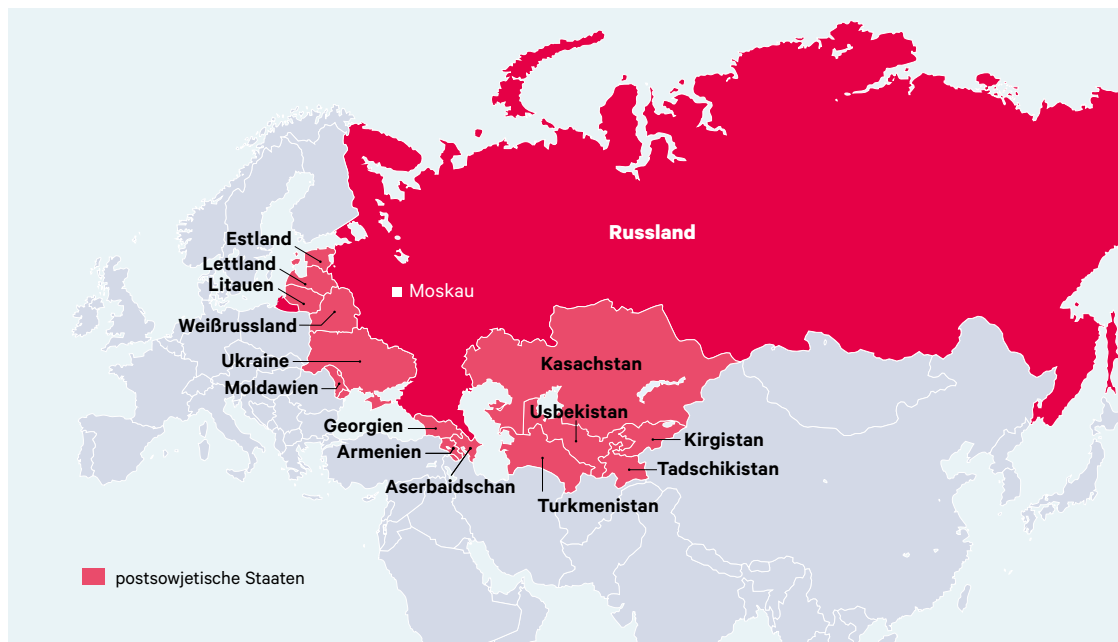 Russland
Estland
Lettland
Litauen
Moskau
Weißrussland
Ukraine
Kasachstan
Moldawien
Usbekistan
Georgien
Kirgistan
Armenien
Tadschikistan
Aserbaidschan
Turkmenistan
postsowjetische Staaten